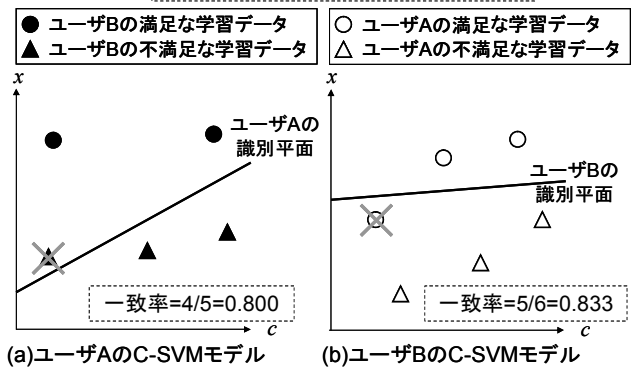 ● ユーザBの満足な学習データ
▲ ユーザBの不満足な学習データ
○ ユーザAの満足な学習データ
△ ユーザAの不満足な学習データ
x
ユーザAの
識別平面
一致率=4/5=0.800
c
x
ユーザBの
識別平面
一致率=5/6=0.833
c
(a)ユーザAのC-SVMモデル
(b)ユーザBのC-SVMモデル